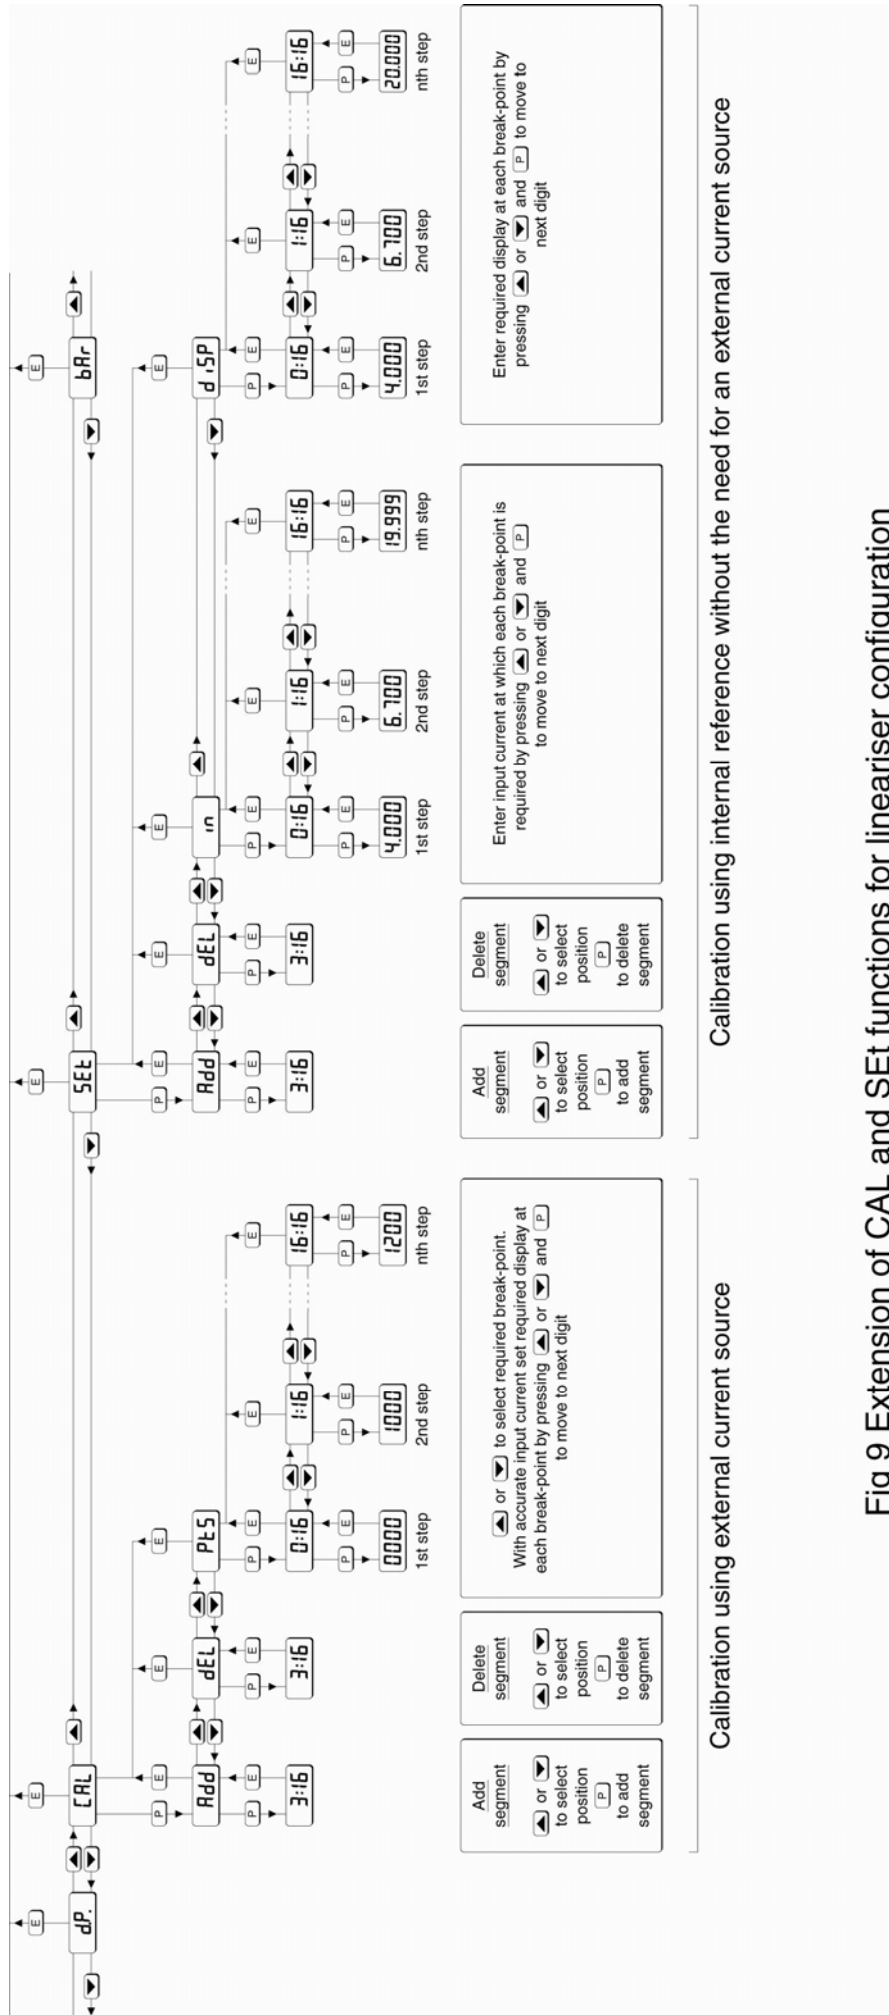 E
E
E
E
dP.
CAL
SEt
bAr
P
E
E
E
P
E
E
E
E
Add
dEL
PtS
Add
dEL
in
diSP
P
E
P
E
P
E
E
E
P
E
P
E
P
E
E
E
P
E
E
E
3:16
3:16
0:16
1:16
16:16
3:16
3:16
0:16
1:16
16:16
0:16
1:16
16:16
P
E
P
E
P
E
P
E
P
E
P
E
P
E
P
E
P
E
0000
1000
1200
4.000
6.700
19.999
4.000
6.700
20.000
1st step
2nd step
nth step
1st step
2nd step
nth step
1st step
2nd step
nth step
Add
segment
▲ or ▼
to select
position
P
to add
segment
Delete
segment
▲ or ▼
to select
position
P
to delete
segment
▲ or ▼ to select required break-point.
With accurate input current set required display at
each break-point by pressing ▲ or ▼ and P
to move to next digit
Add
segment
▲ or ▼
to select
position
P
to add
segment
Delete
segment
▲ or ▼
to select
position
P
to delete
segment
Enter input current at which each break-point is
required by pressing ▲ or ▼ and P
to move to next digit
Enter required display at each break-point by
pressing ▲ or ▼ and P to move to
next digit
Calibration using external current source
Calibration using internal reference without the need for an external current source
Fig 9 Extension of CAL and SEt functions for lineariser configuration